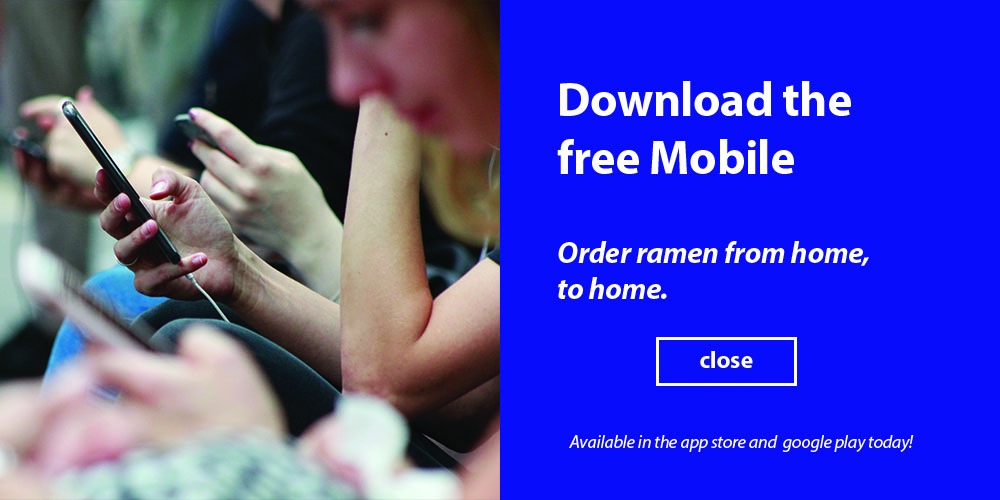 Download the
free Mobile
Order ramen from home,
to home.
close
Available in the app store and google play today!